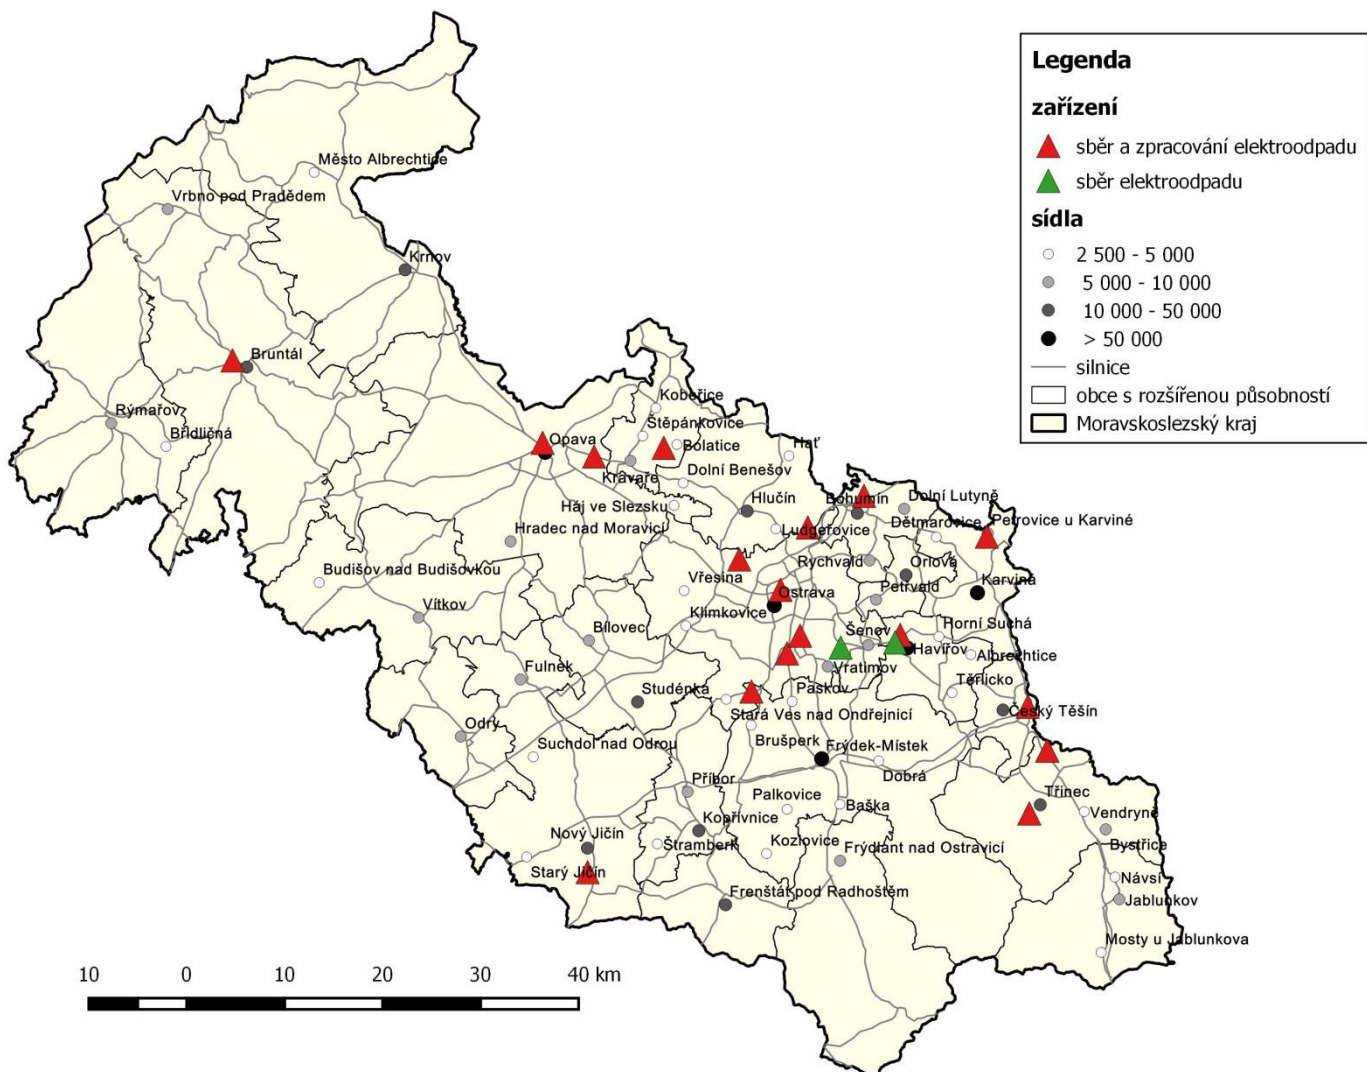 Legenda
zařízení
sběr a zpracování elektroodpadu
sběr elektroodpadu
sídla
2 500 - 5 000
5 000 - 10 000
10 000 - 50 000
> 50 000
silnice
obce s rozšířenou působností
Moravskoslezský kraj
Město Albrechtice
Vrbno pod Pradědem
Krnov
Bruntál
Rýmařov
Břidličná
Kobeřice
Štěpánkovice
Opava
Bolatice
Hať
Kravaře
Dolní Benešov
Háj ve Slezsku
Hlučín
Bohumín
Dolní Lutyně
Hradec nad Moravicí
Ludgeřovice
Dětmarovice
Petrovice u Karviné
Budišov nad Budišovkou
Vřesina
Rychvald
Orlová
Karviná
Vítkov
Klimkovice
Ostrava
Petřvald
Bílovec
Šenov
Horní Suchá
Havířov
Albrechtice
Fulnek
Vratimov
Těrlicko
Studénka
Paskov
Český Těšín
Stará Ves nad Ondřejnicí
Odry
Suchdol nad Odrou
Brušperk
Frýdek-Místek
Dobrá
Příbor
Palkovice
Baška
Třinec
Vendryně
Kopřivnice
Nový Jičín
Štramberk
Kozlovice
Frýdlant nad Ostravicí
Bystřice
Starý Jičín
Návsí
Frenštát pod Radhoštěm
Jablunkov
Mosty u Jablunkova
10 0 10 20 30 40 km